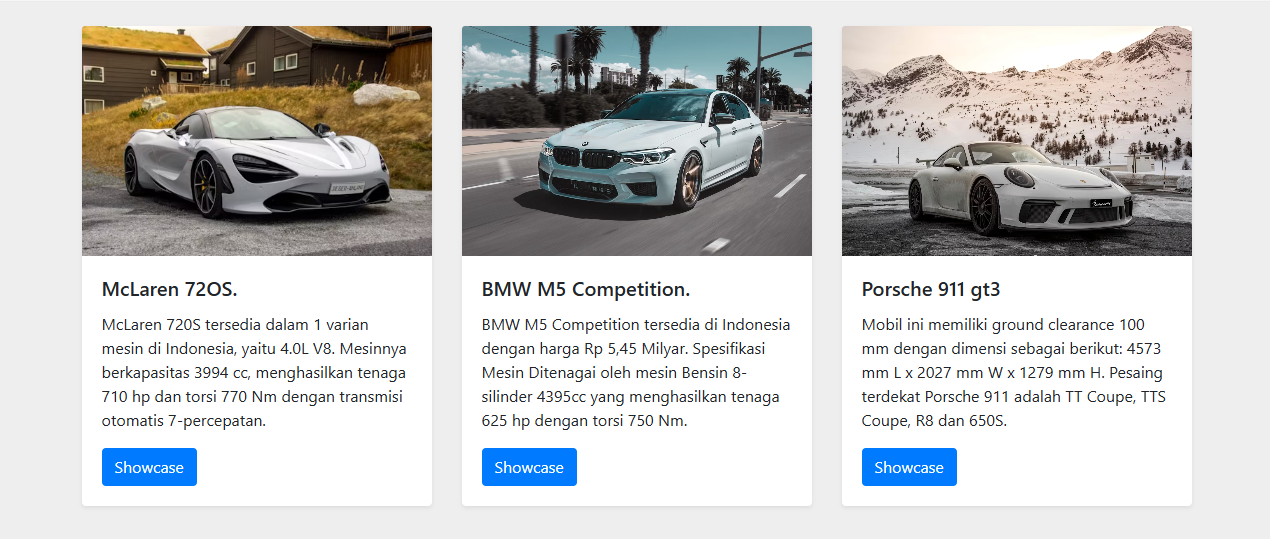 McLaren 72OS.
McLaren 720S tersedia dalam 1 varian
mesin di Indonesia, yaitu 4.0L V8. Mesinnya
berkapasitas 3994 cc, menghasilkan tenaga
710 hp dan torsi 770 Nm dengan transmisi
otomatis 7-percepatan.
Showcase
BMW M5 Competition.
BMW M5 Competition tersedia di Indonesia
dengan harga Rp 5,45 Milyar. Spesifikasi
Mesin Ditenagai oleh mesin Bensin 8-
silinder 4395cc yang menghasilkan tenaga
625 hp dengan torsi 750 Nm.
Showcase
Porsche 911 gt3
Mobil ini memiliki ground clearance 100
mm dengan dimensi sebagai berikut: 4573
mm L x 2027 mm W x 1279 mm H. Pesaing
terdekat Porsche 911 adalah TT Coupe, TTS
Coupe, R8 dan 650S.
Showcase